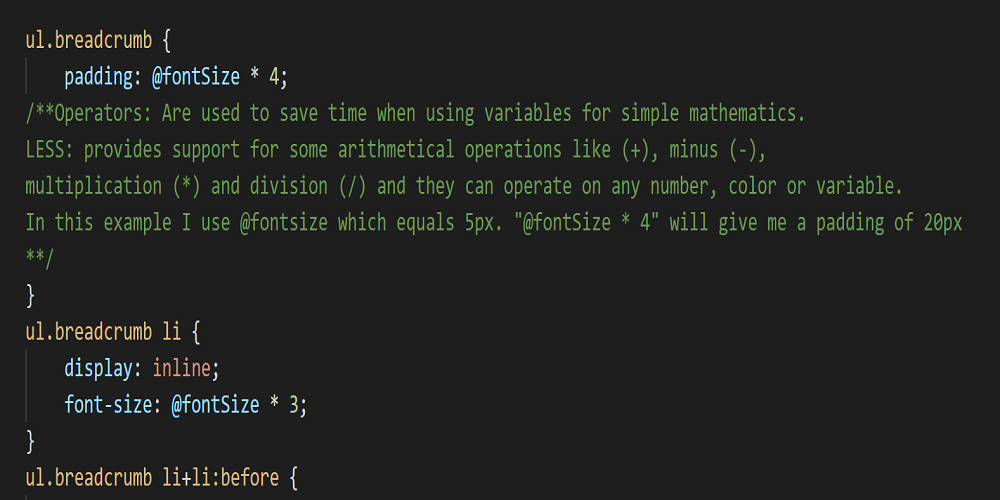 ul.breadcrumb {
padding: @fontSize * 4;
/**Operators: Are used to save time when using variables for simple mathematics.
LESS: provides support for some arithmetical operations like (+), minus (-),
multiplication (*) and division (/) and they can operate on any number, color or variable.
In this example I use @fontsize which equals 5px. "@fontSize * 4" will give me a padding of 20px
**/
}
ul.breadcrumb li {
display: inline;
font-size: @fontSize * 3;
}
ul.breadcrumb li+li:before {